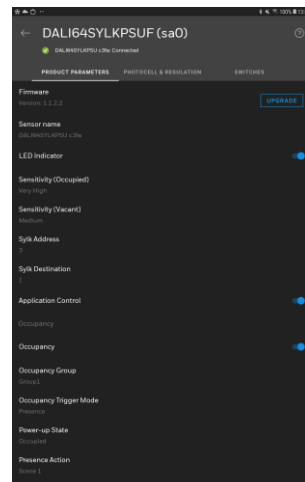 100%
DALI64SYLKPSUF (sa0)
DALI64SYLKPSU c39a Connected
PRODUCT PARAMETERS PHOTOCELL & REGULATION SWITCHES
Firmware
Version: 1.1.2.2
UPGRADE
Sensor name
DALI64SYLKPSU c39a
LED Indicator
Sensitivity (Occupied)
Very High
Sensitivity (Vacant)
Medium
Sylk Address
3
Sylk Destination
1
Application Control
Occupancy
Occupancy
Occupancy Group
Group1
Occupancy Trigger Mode
Presence
Power-up State
Occupied
Presence Action
Scene 1